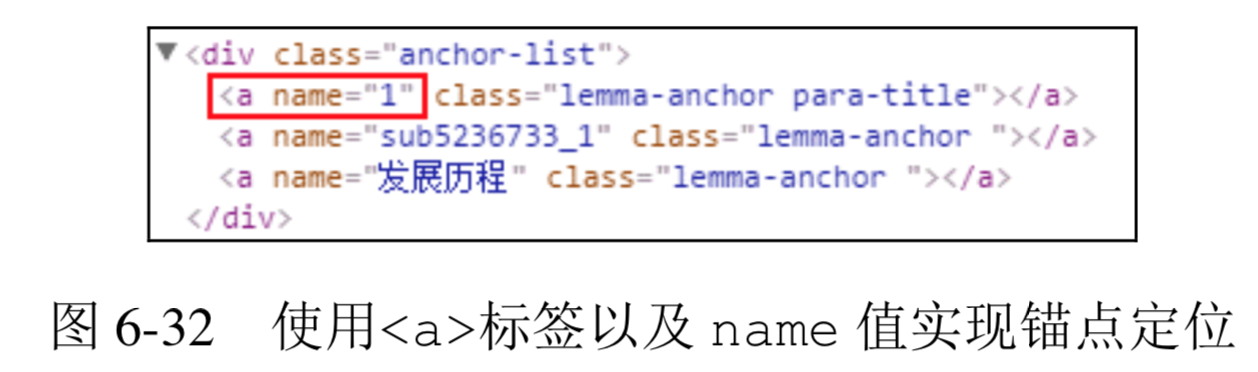 ▼<div class="anchor-list">
<a name="1" class="lemma-anchor para-title"></a>
<a name="sub5236733_1" class="lemma-anchor "></a>
<a name="发展历程" class="lemma-anchor "></a>
</div>
图 6-32 使用<a>标签以及 name 值实现锚点定位